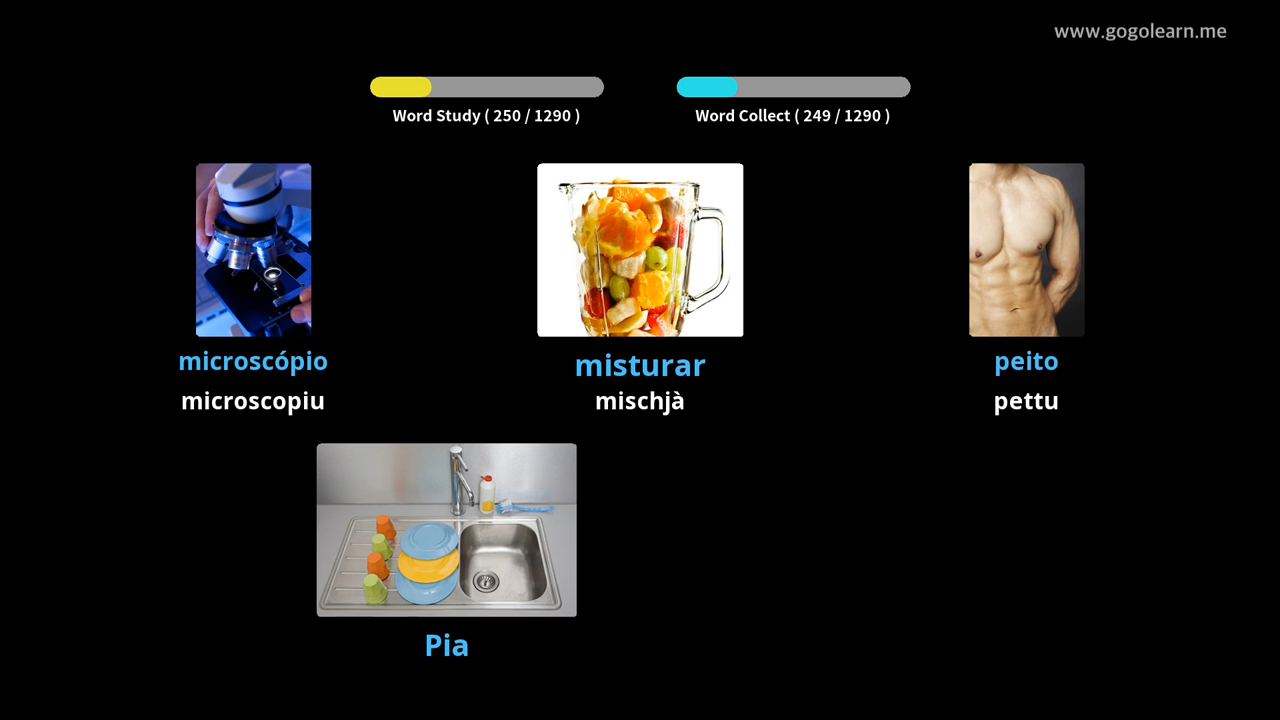 www.gogolearn.me
Word Study ( 250 / 1290 )
Word Collect ( 249 / 1290 )
microscópio
misturar
peito
microscopiu
mischjà
pettu
Pia